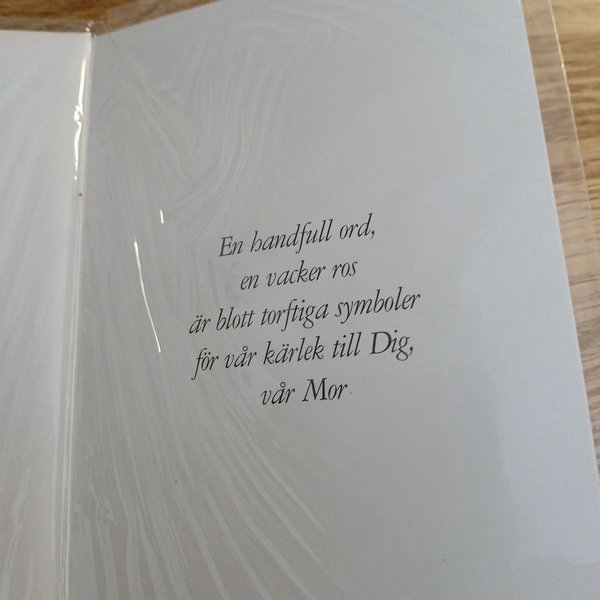 En handfull ord,
en vacker ros
är blott torftiga symboler
för vår kärlek till Dig,
vår Mor